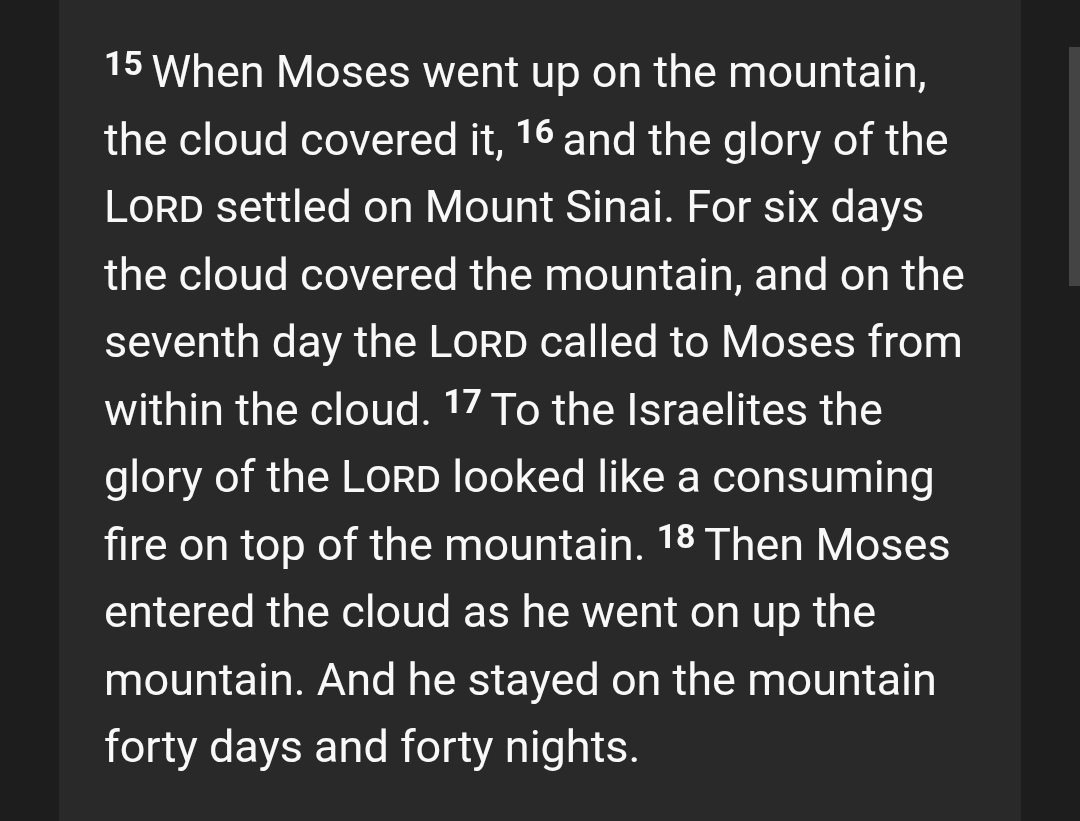 15 When Moses went up on the mountain,
the cloud covered it, 16 and the glory of the
LORD settled on Mount Sinai. For six days
the cloud covered the mountain, and on the
seventh day the LORD called to Moses from
within the cloud. 17 To the Israelites the
glory of the LORD looked like a consuming
fire on top of the mountain. 18 Then Moses
entered the cloud as he went on up the
mountain. And he stayed on the mountain
forty days and forty nights.